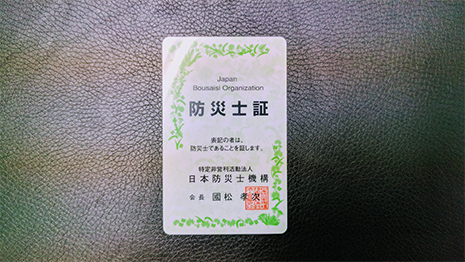 Japan
Bousaisi Organization
防災士証
表記の者は、
防災士であることを証します。
特定非営利活動法人
日本防災士機構
会長 國松孝次